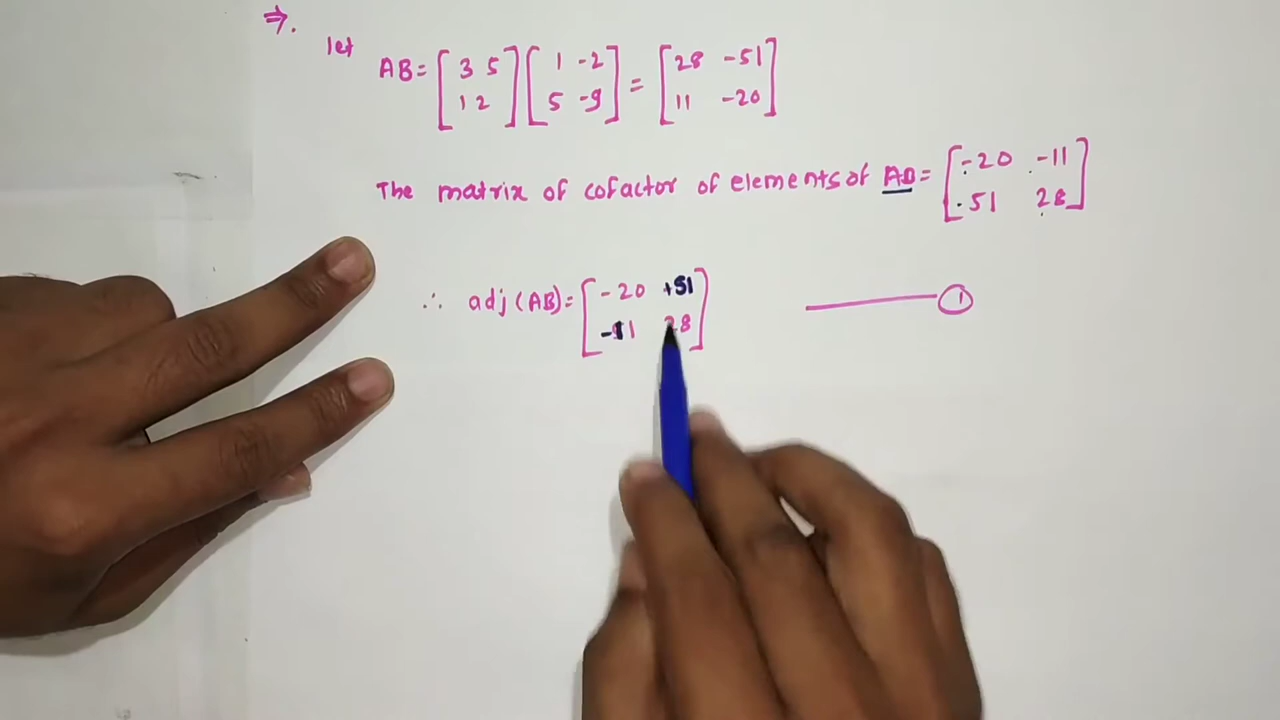 ⇒.
let
AB = [3 5; 1 2] [1 -2; 5 -9] = [28 -51; 11 -20]
The matrix of cofactor of elements of AB = [-20 -11; 51 28]
∴ adj (AB) = [-20 +51; -11 28] ——— ①